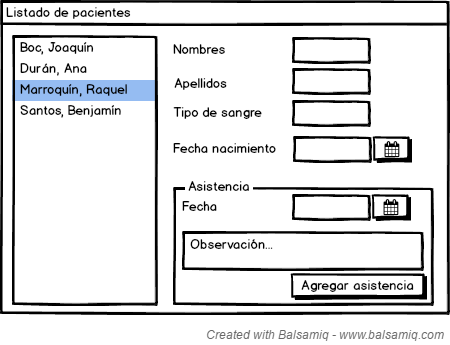 Listado de pacientes
Boc, Joaquín
Durán, Ana
Marroquín, Raquel
Santos, Benjamín
Nombres
Apellidos
Tipo de sangre
Fecha nacimiento
Asistencia
Fecha
Observación...
Agregar asistencia
Created with Balsamiq - www.balsamiq.com